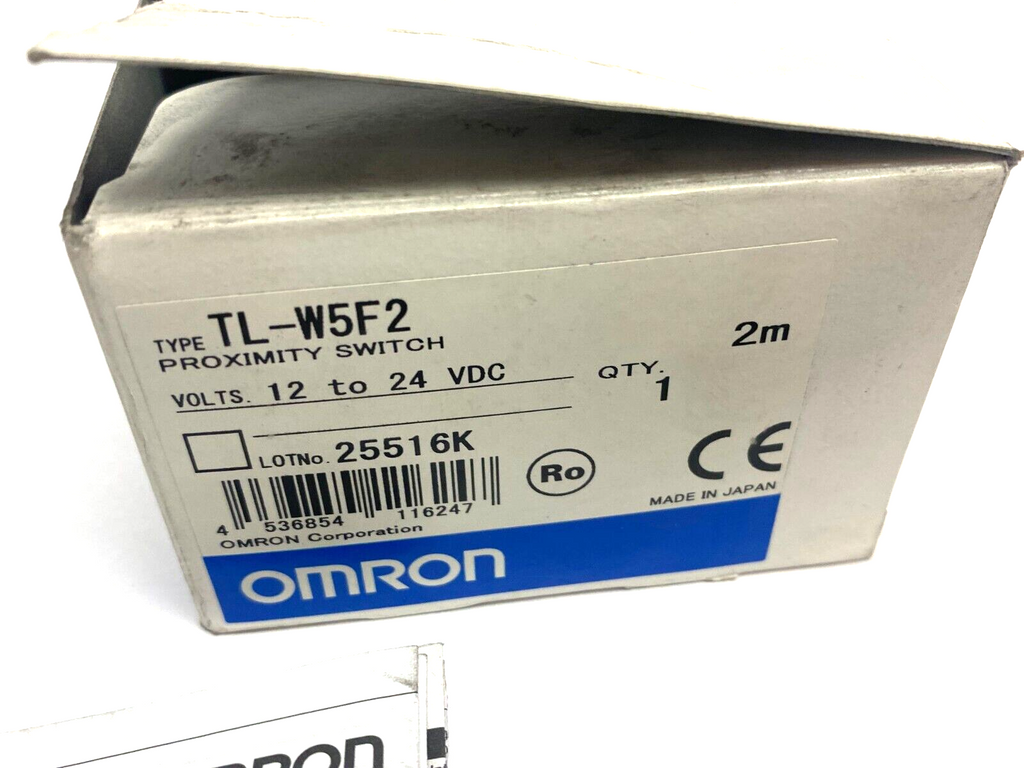 TYPE TL-W5F2
PROXIMITY SWITCH
2m
VOLTS. 12 to 24 VDC
QTY. 1
LOTNo. 25516K
Ro
CE
4 536854 116247
MADE IN JAPAN
OMRON Corporation
OMRON